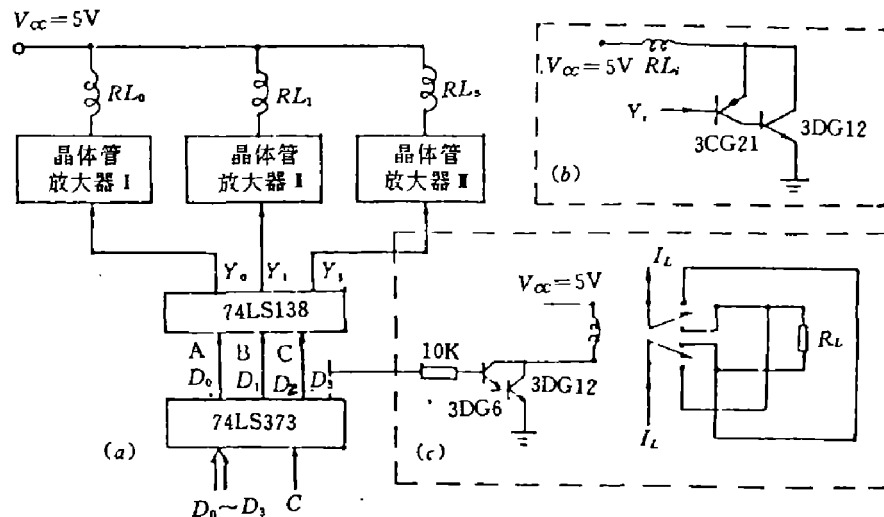 V_CC=5V
RL₀
RL₁
RL₅
晶体管
放大器 Ⅰ
晶体管
放大器 Ⅱ
晶体管
放大器 Ⅲ
Y₀
Y₁
Y₅
74LS138
A
B
C
D₀
D₁
D₂
D₃
74LS373
(a)
D₀～D₃
C
V_CC=5V
RLᵢ
Yᵢ
3CG21
3DG12
(b)
V_CC=5V
10K
3DG6
3DG12
(c)
I_L
R_L
I_L